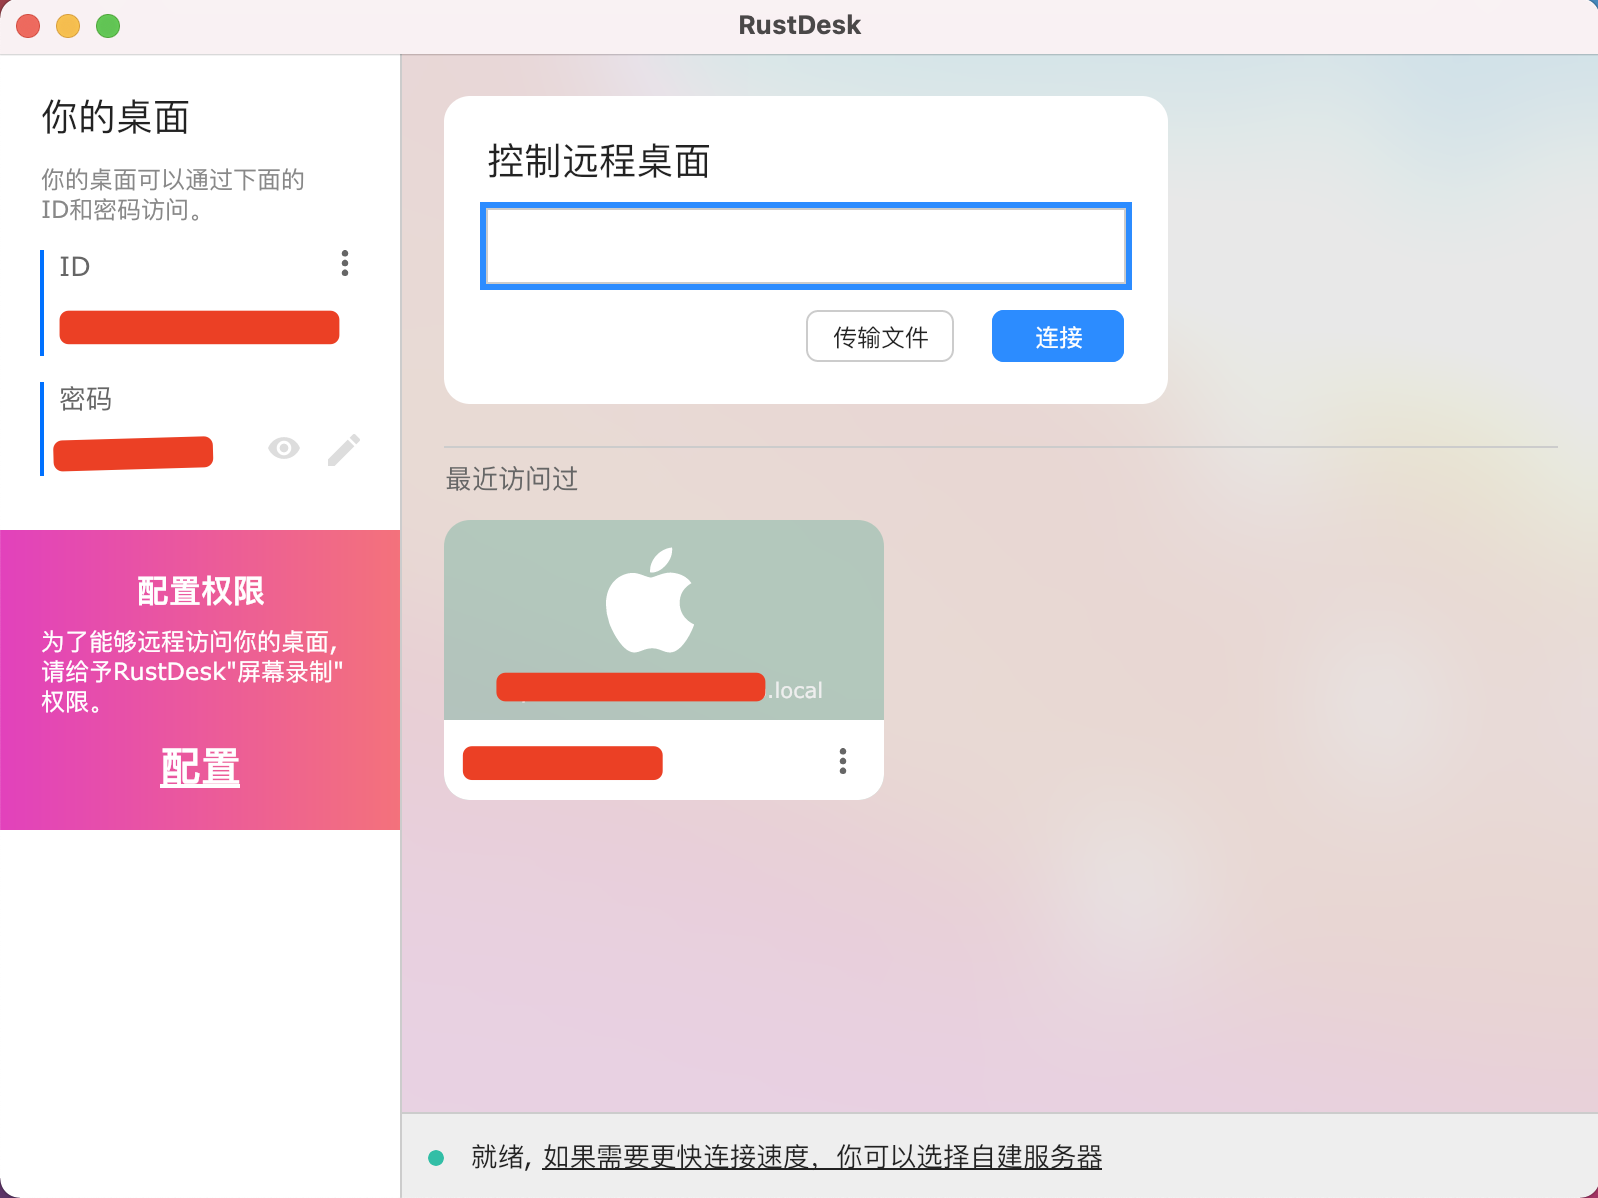 RustDesk
你的桌面
你的桌面可以通过下面的
ID和密码访问。
ID
密码
配置权限
为了能够远程访问你的桌面,
请给予RustDesk"屏幕录制"
权限。
配置
控制远程桌面
传输文件
连接
最近访问过
.local
就绪, 如果需要更快连接速度，你可以选择自建服务器